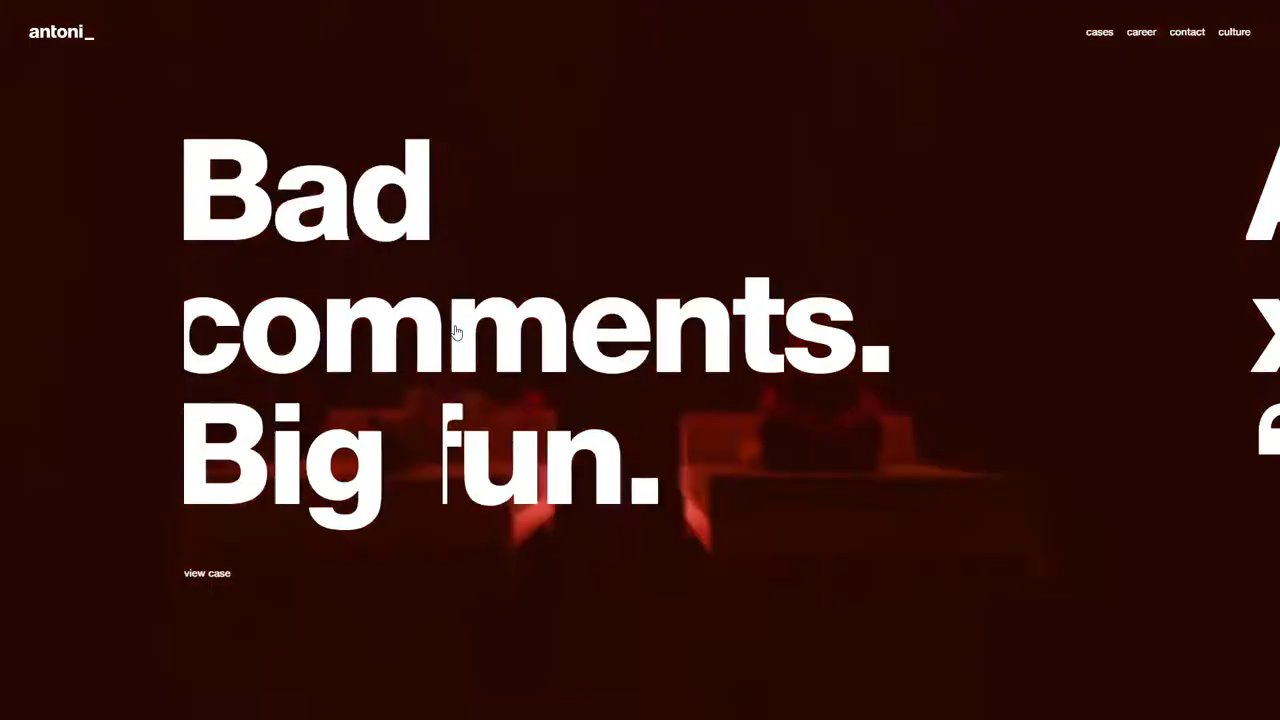 antoni_
cases career contact culture
Bad
comments.
Big fun.
view case